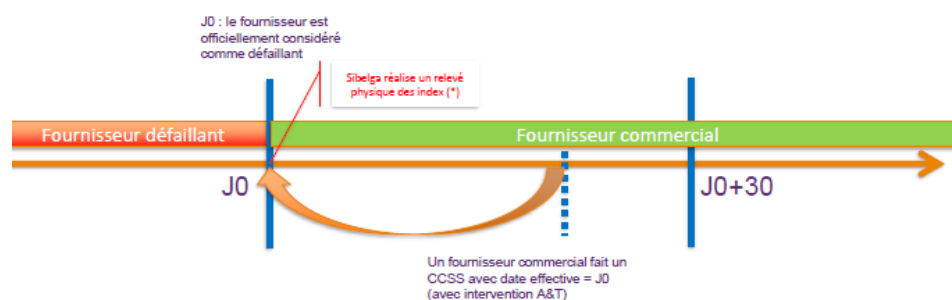 J0 : le fournisseur est
officiellement considéré
comme défaillant
Sibelga réalise un relevé
physique des index (*)
Fournisseur défaillant
Fournisseur commercial
J0
J0+30
Un fournisseur commercial fait un
CCSS avec date effective = J0
(avec intervention A&T)